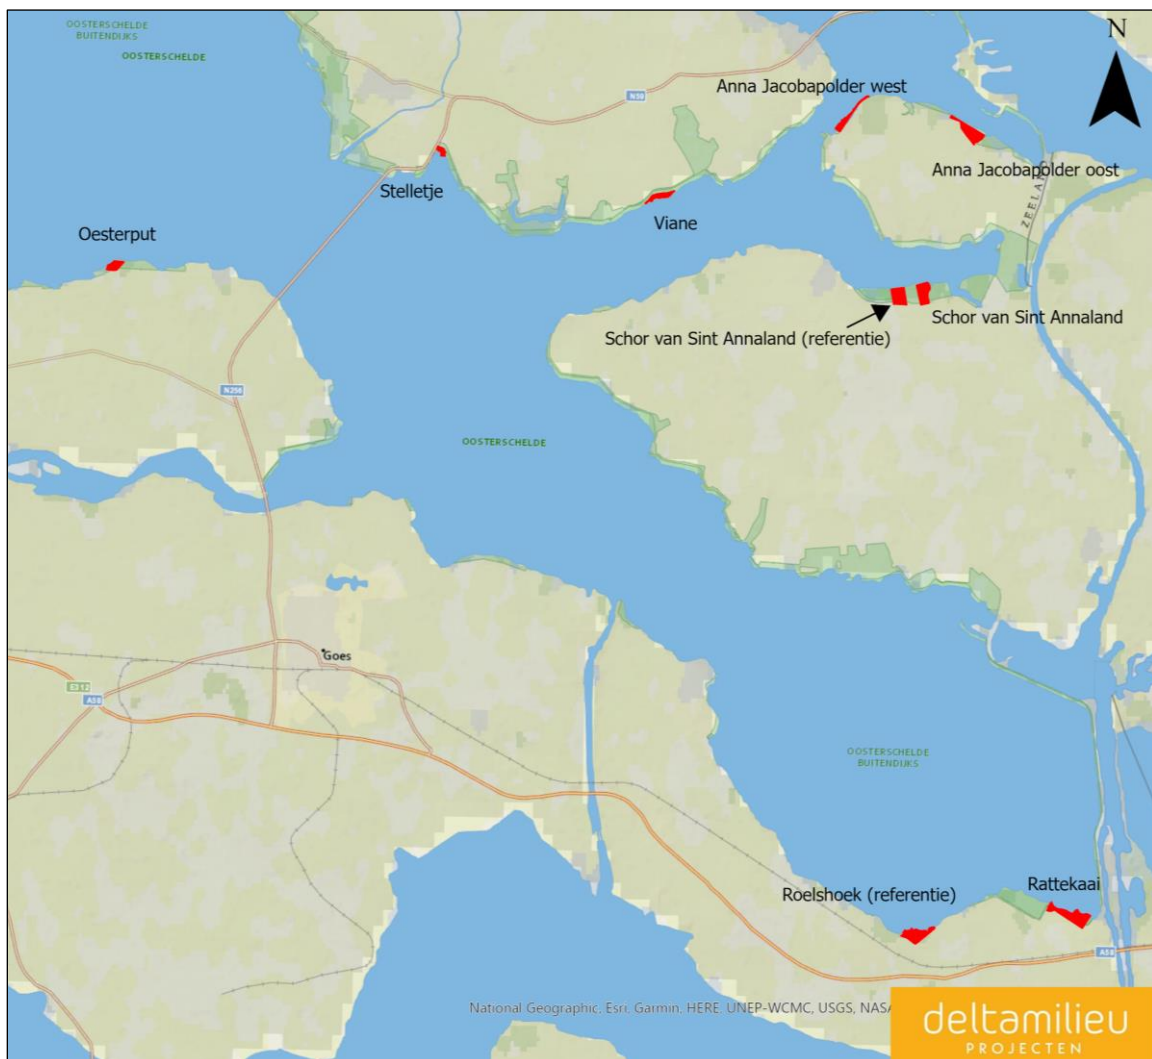 OOSTERSCHELDE
BUITENDIJKS
OOSTERSCHELDE
N
Anna Jacobapolder west
N59
Anna Jacobapolder oost
Stelletje
ZEELAND
Viane
Oesterput
Schor van Sint Annaland
Schor van Sint Annaland (referentie)
N256
OOSTERSCHELDE
Goes
E312
A58
OOSTERSCHELDE
BUITENDIJKS
Roelshoek (referentie)
Rattekaai
A58
National Geographic, Esri, Garmin, HERE, UNEP-WCMC, USGS, NASA
deltamilieu
PROJECTEN